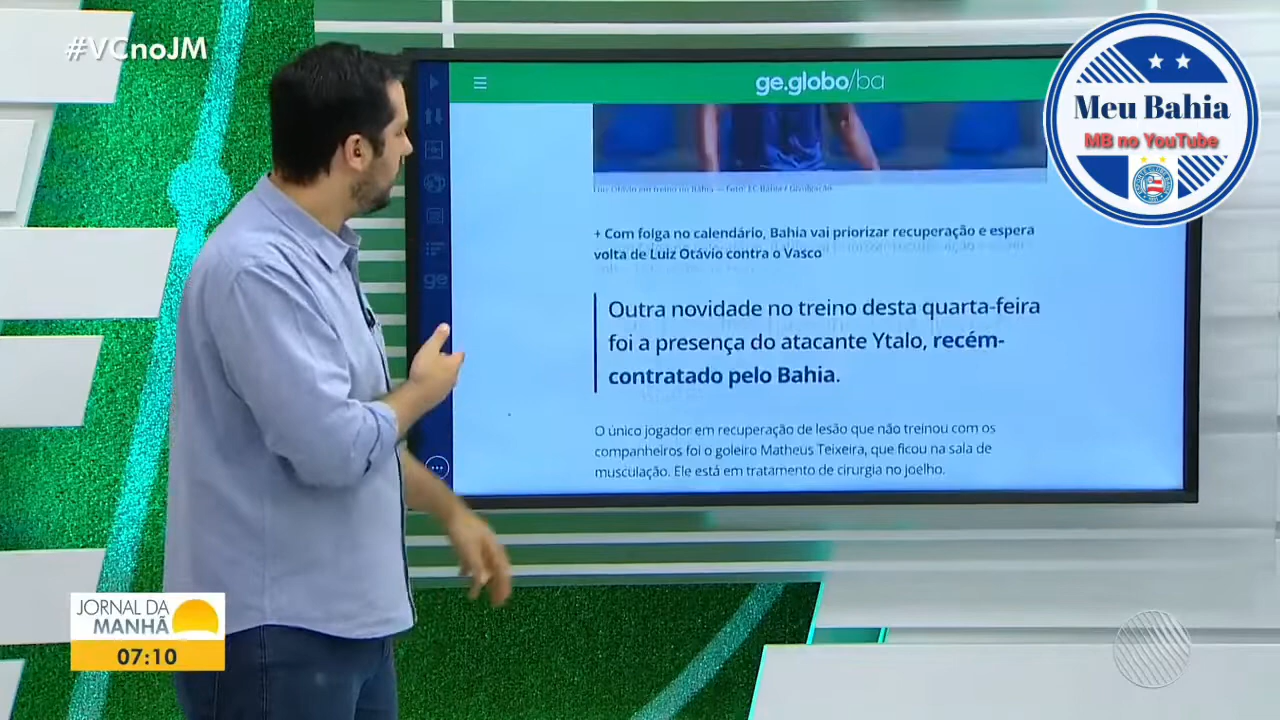 #VCnoJM
ge.globo/ba
Meu Bahia
MB no YouTube
+ Com folga no calendário, Bahia vai priorizar recuperação e espera
volta de Luiz Otávio contra o Vasco
ge
Outra novidade no treino desta quarta-feira
foi a presença do atacante Ytalo, recém-
contratado pelo Bahia.
O único jogador em recuperação de lesão que não treinou com os
companheiros foi o goleiro Matheus Teixeira, que ficou na sala de
musculação. Ele está em tratamento de cirurgia no joelho.
JORNAL DA
MANHÃ
07:10